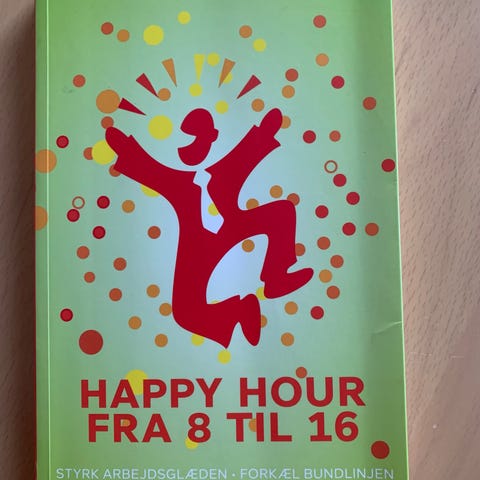 HAPPY HOUR
FRA 8 TIL 16
STYRK ARBEJDSGLÆDEN • FORKÆL BUNDLINJEN